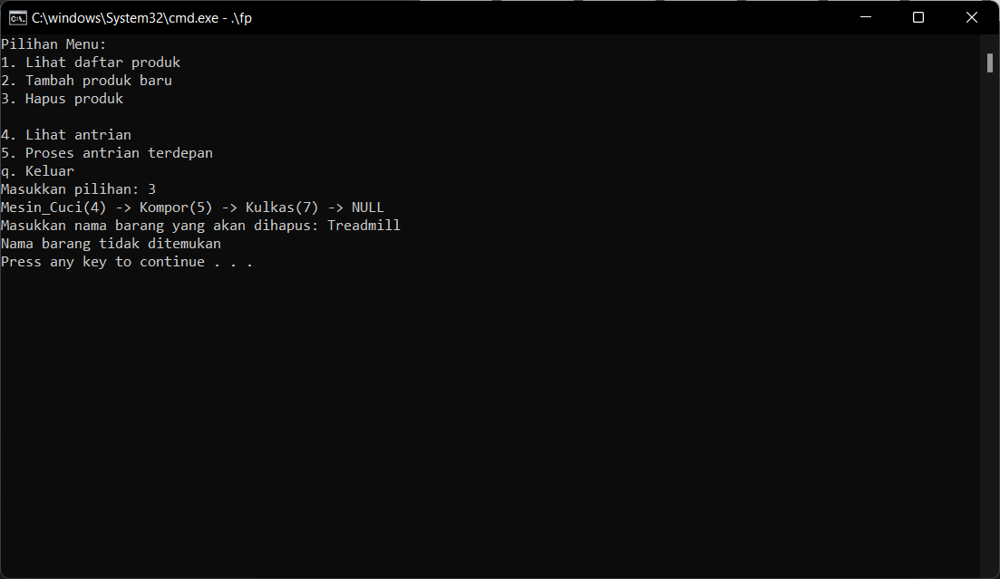 C:\windows\System32\cmd.exe - .\fp
Pilihan Menu:
1. Lihat daftar produk
2. Tambah produk baru
3. Hapus produk
4. Lihat antrian
5. Proses antrian terdepan
q. Keluar
Masukkan pilihan: 3
Mesin_Cuci(4) -> Kompor(5) -> Kulkas(7) -> NULL
Masukkan nama barang yang akan dihapus: Treadmill
Nama barang tidak ditemukan
Press any key to continue . . .